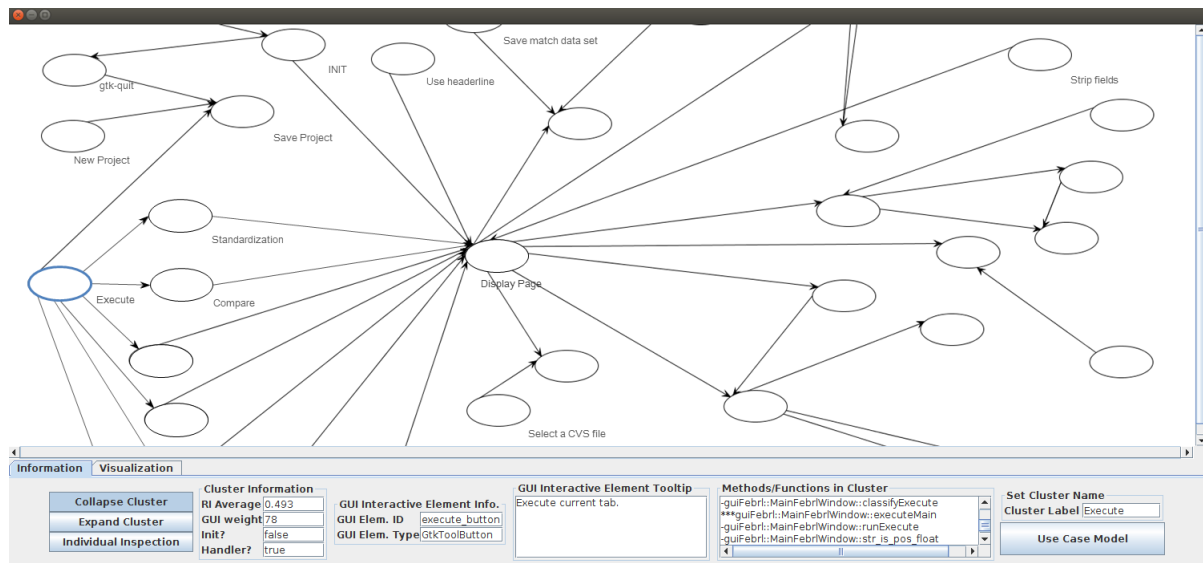 Save match data set
INIT
gtk-quit
Use headerline
Strip fields
Save Project
New Project
Standardization
Display Page
Execute
Compare
Select a CVS file
Information
Visualization
Collapse Cluster
Expand Cluster
Individual Inspection
Cluster Information
RI Average 0.493
GUI weight 78
Init? false
Handler? true
GUI Interactive Element Info.
GUI Elem. ID execute_button
GUI Elem. Type GtkToolButton
GUI Interactive Element Tooltip
Execute current tab.
Methods/Functions in Cluster
-guiFebrl::MainFebrlWindow::classifyExecute
***guiFebrl::MainFebrlWindow::executeMain
-guiFebrl::MainFebrlWindow::runExecute
-guiFebrl::MainFebrlWindow::str_is_pos_float
Set Cluster Name
Cluster Label Execute
Use Case Model